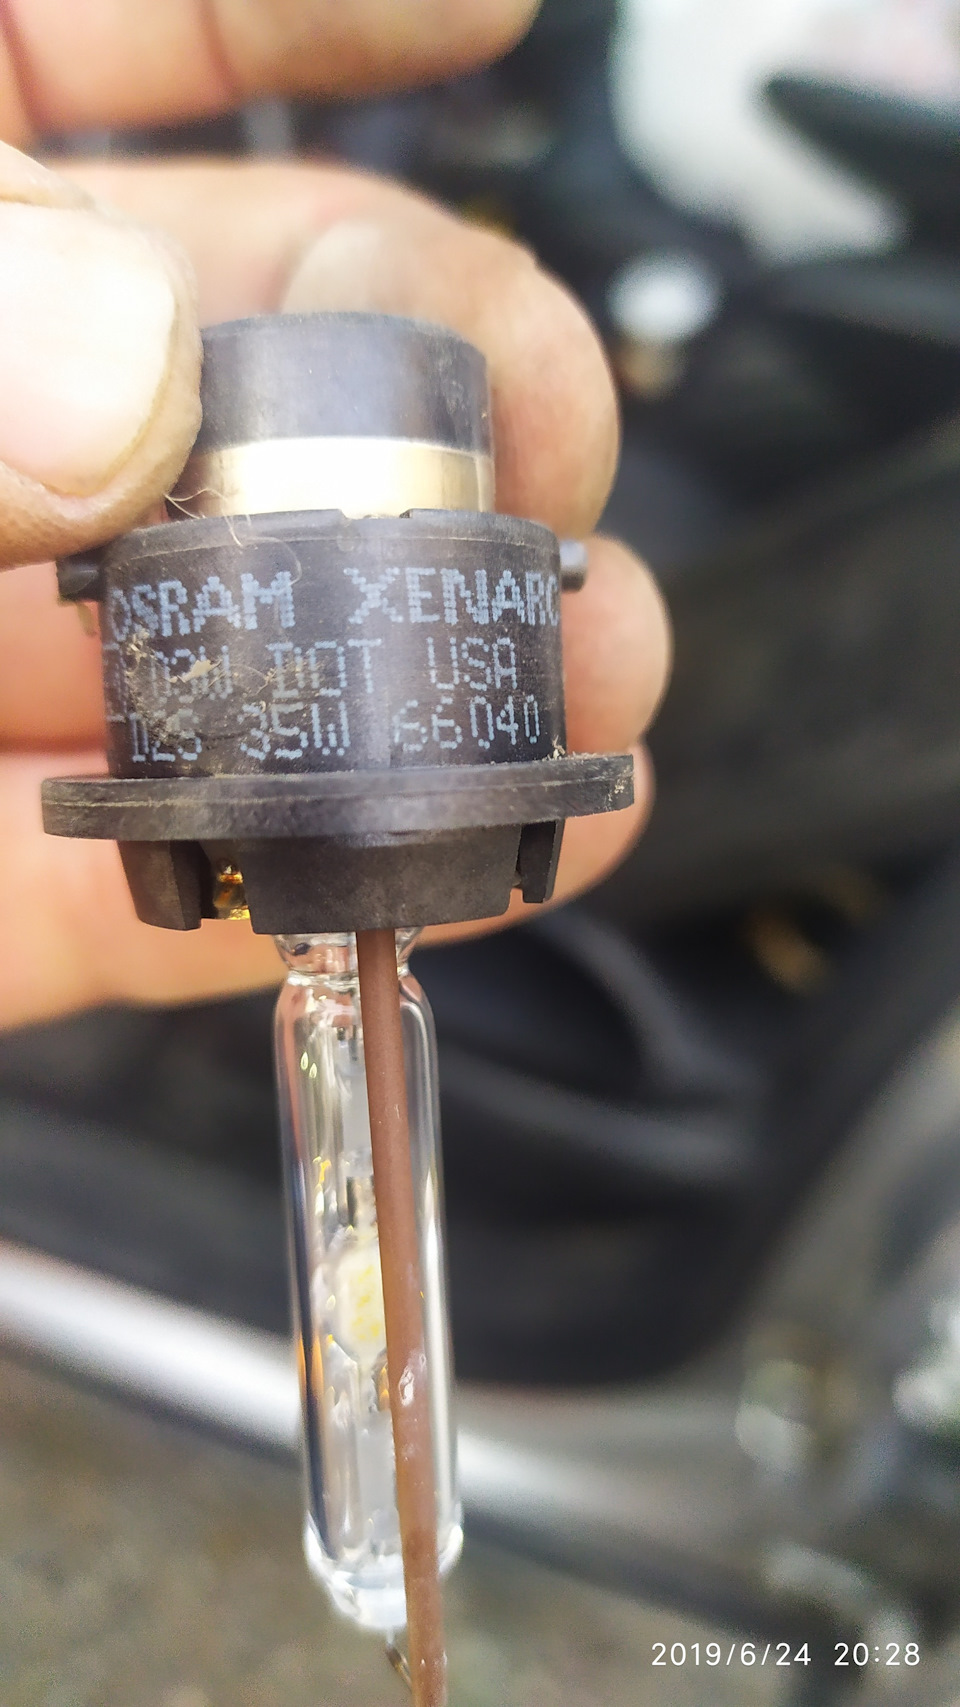 OSRAM XENARC
DOT USA
D2S 35W 66040
2019/6/24 20:28